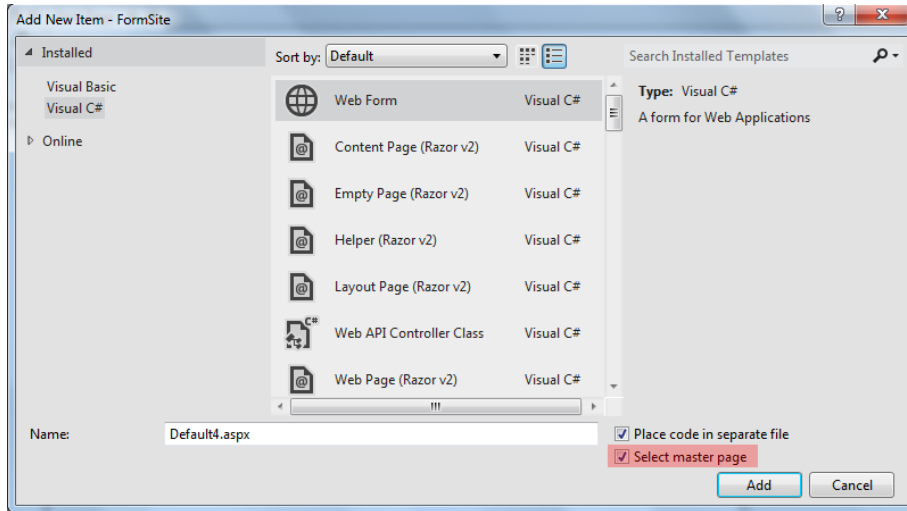 Add New Item - FormSite
Installed
Sort by: Default
Search Installed Templates
Visual Basic
Visual C#
Online
Web Form Visual C#
Content Page (Razor v2) Visual C#
Empty Page (Razor v2) Visual C#
Helper (Razor v2) Visual C#
Layout Page (Razor v2) Visual C#
C#
Web API Controller Class Visual C#
Web Page (Razor v2) Visual C#
Type: Visual C#
A form for Web Applications
Name: Default4.aspx
Place code in separate file
Select master page
Add Cancel